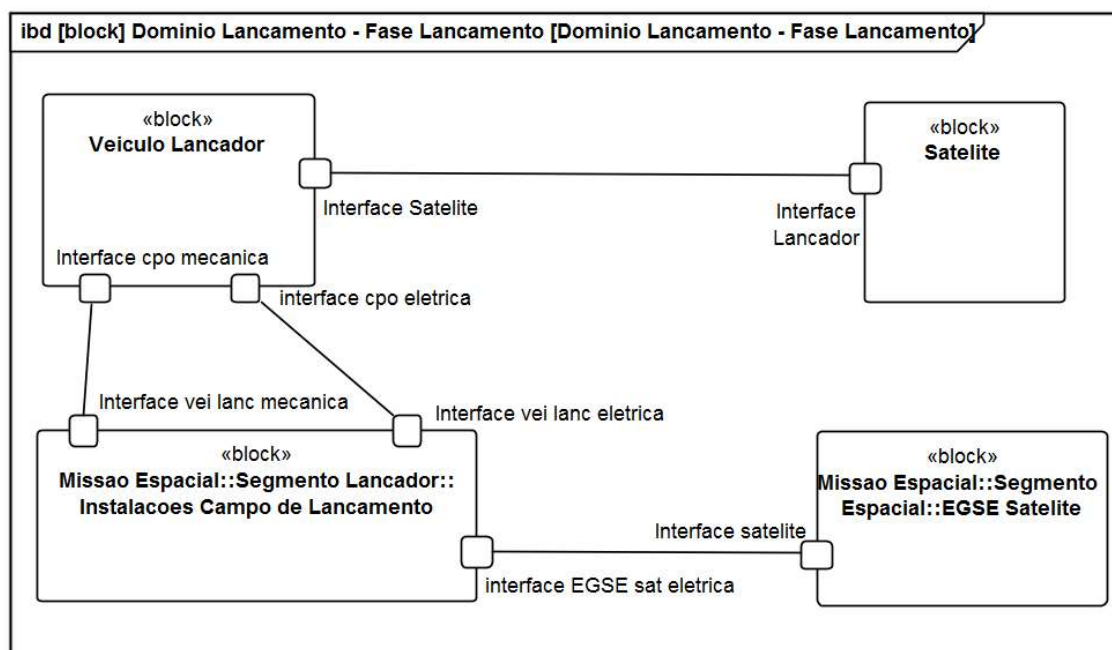 ibd [block] Dominio Lancamento - Fase Lancamento [Dominio Lancamento - Fase Lancamento]
«block»
Veiculo Lancador
«block»
Satelite
Interface Satelite
Interface
Lancador
Interface cpo mecanica
interface cpo eletrica
Interface vei lanc mecanica
Interface vei lanc eletrica
«block»
Missao Espacial::Segmento Lancador::
Instalacoes Campo de Lancamento
«block»
Missao Espacial::Segmento
Espacial::EGSE Satelite
Interface satelite
interface EGSE sat eletrica